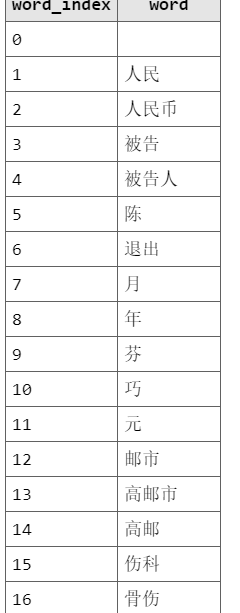 word_index word
0
1 人民
2 人民币
3 被告
4 被告人
5 陈
6 退出
7 月
8 年
9 芬
10 巧
11 元
12 邮市
13 高邮市
14 高邮
15 伤科
16 骨伤